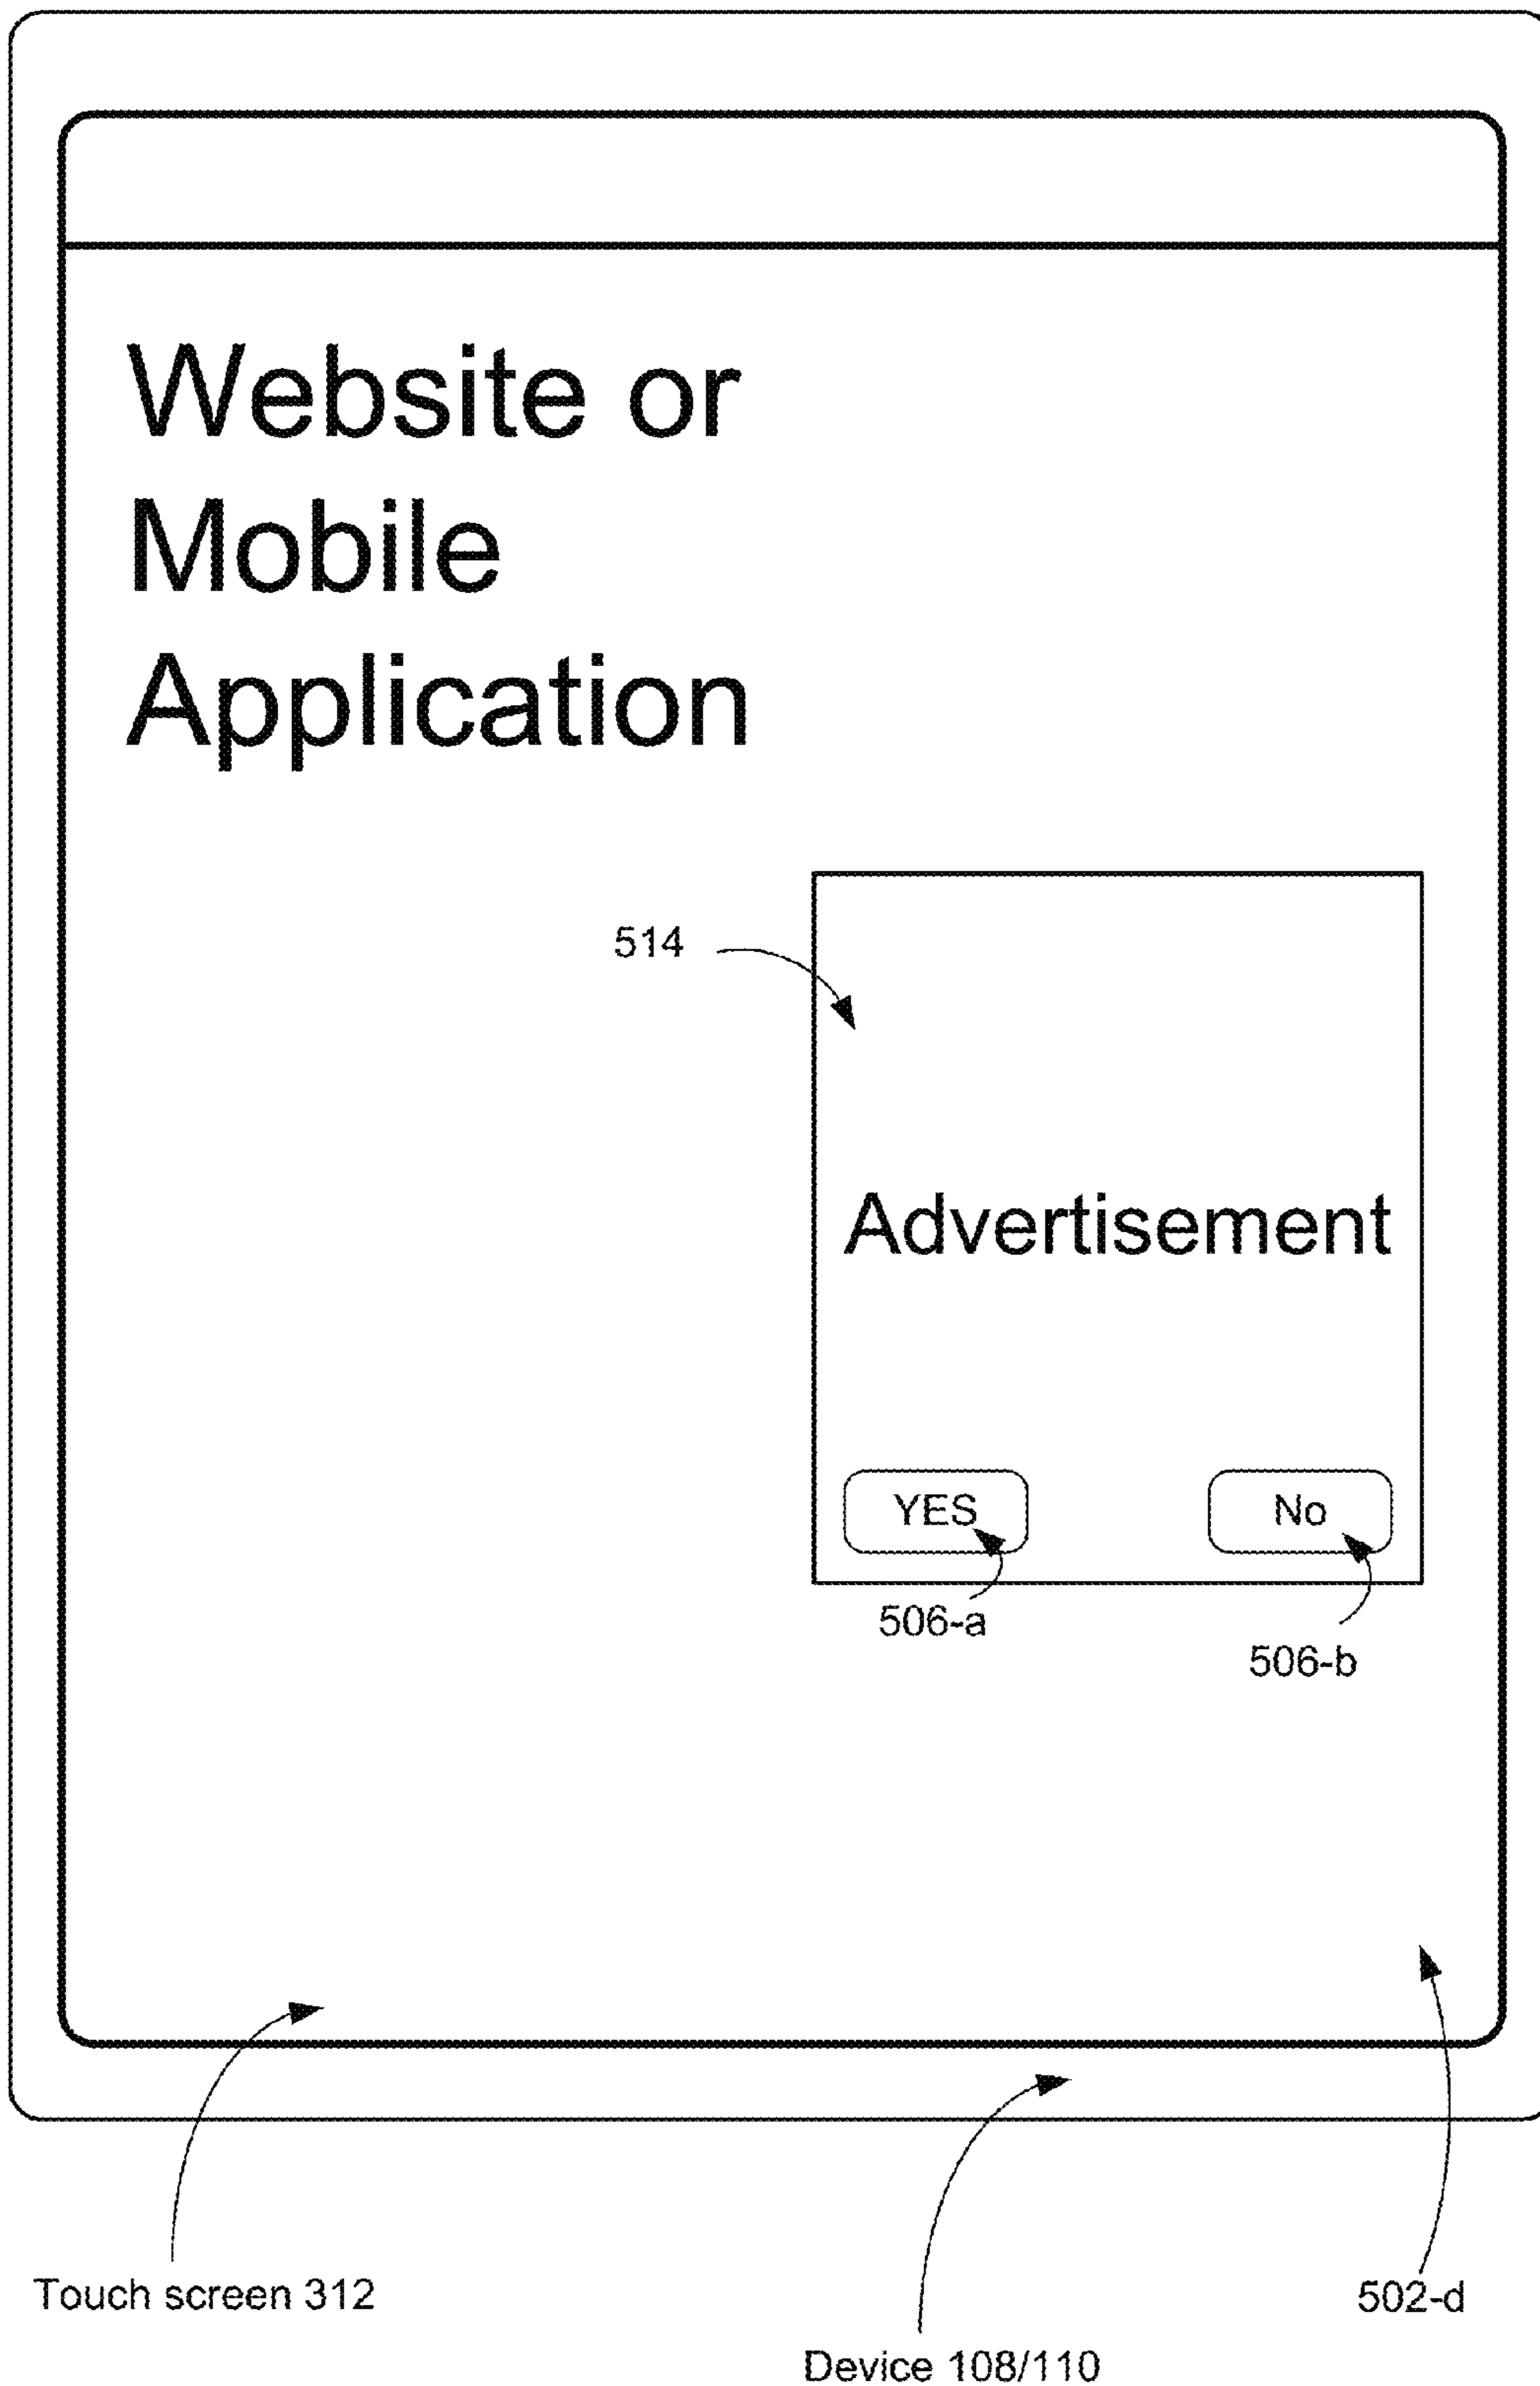 Website or
Mobile
Application
514
Advertisement
YES
No
506-a
506-b
Touch screen 312
502-d
Device 108/110